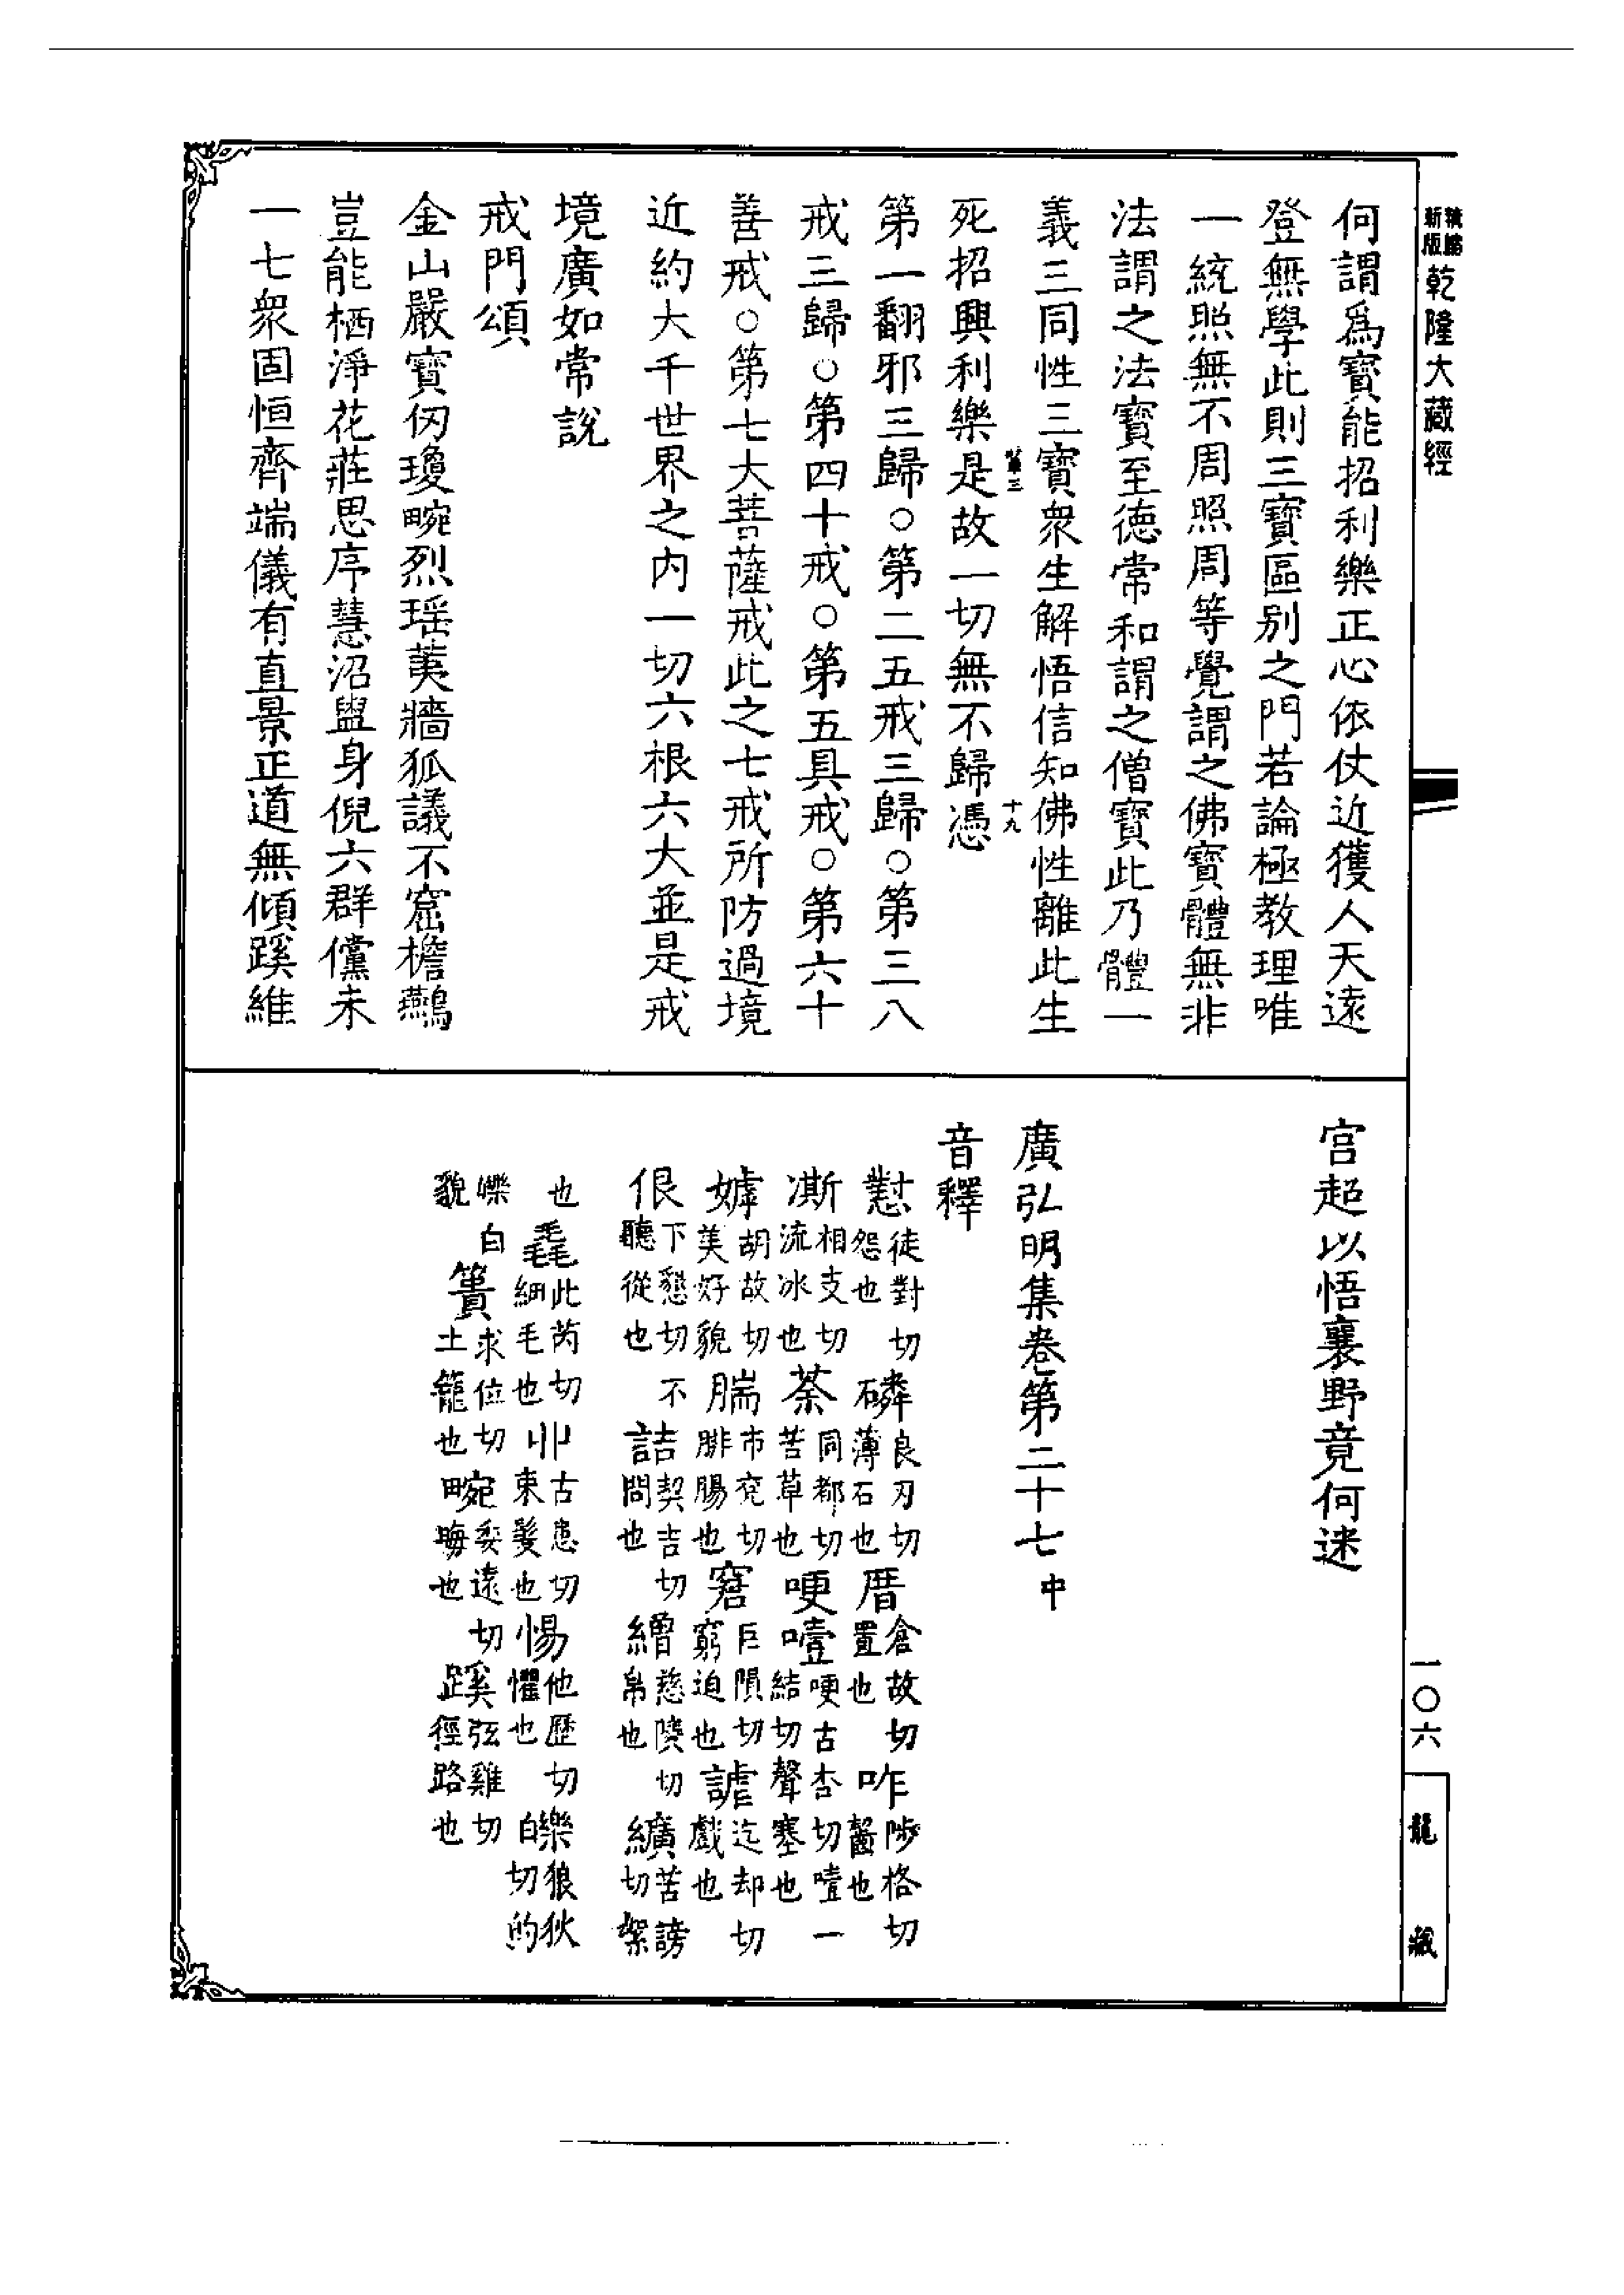 新版
乾隆大藏經
何謂爲寶能招利樂正心依仗近獲人天遠
登無學此則三寶區別之門若論極教理唯
一統照無不周照周等覺謂之佛寶體無非
法謂之法寶至德常和謂之僧寶此乃體一
義三同性三寶衆生解悟信知佛性離此生
十九
死招興利樂是故一切無不歸憑
第一翻邪三歸○第二五戒三歸○第三八
戒三歸○第四十戒○第五具戒○第六十
善戒○第七大菩薩戒此之七戒所防過境
近約大千世界之内一切六根六大並是戒
境廣如常說
戒門頌
金山嚴寶仞瓊畹烈瑶荑牆狐議不窟檐鷰
豈能栖淨花莊思序慧沼盥身倪六群儻未
一七衆固恒齊端儀有直景正道無傾蹊維
宫超以悟襄野竟何迷
廣弘明集卷第二十七中
音釋
懟徒對切怨也磷良刃切薄石也厝倉故切置也咋陟格切齧也
凘相支切流冰也荼同都切苦草也哽噎哽古杏切噎一結切聲塞也
嫭胡故切美好貌腨市兗切腓腸也窘巨隕切窮迫也謔迄却切戲也
佷下懇切不聽從也詰契吉切問也繒慈陵切帛也纊苦謗切絮
也毳此芮切細毛也丱古患切束髮也惕他歷切懼也皪狼狄切的
皪白貌簣求位切土籠也畹委遠切畮也蹊弦雞切徑路也
一〇六
龍藏